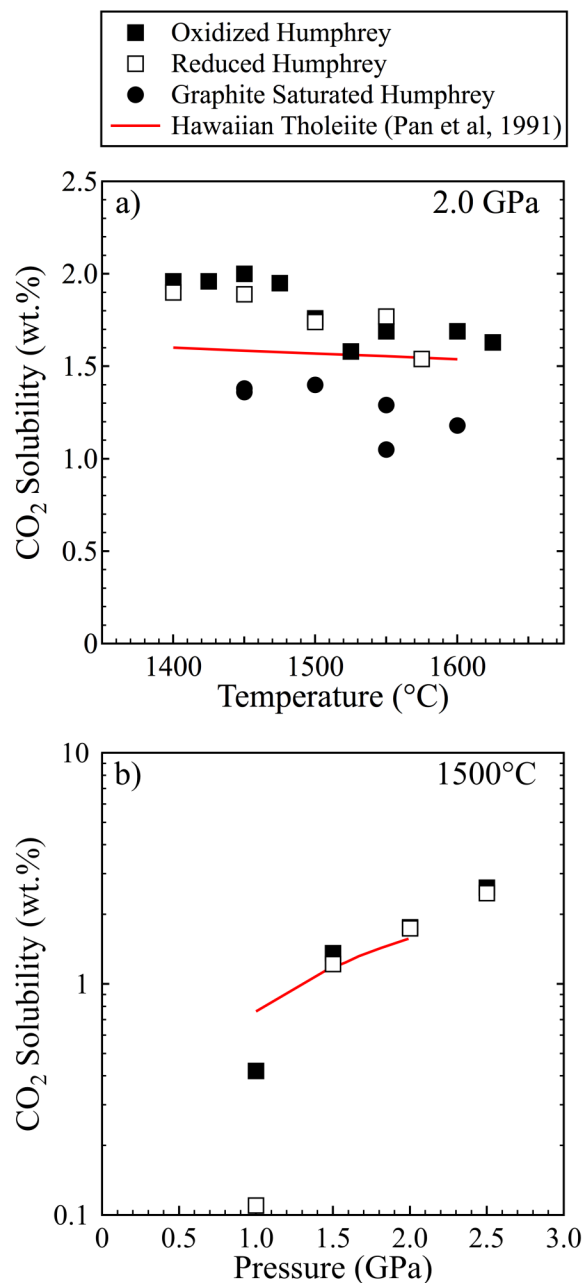 Oxidized Humphrey
Reduced Humphrey
Graphite Saturated Humphrey
Hawaiian Tholeiite (Pan et al, 1991)
a)
2.0 GPa
2.5
2.0
1.5
1.0
0.5
0
CO₂ Solubility (wt.%)
1400
1500
1600
Temperature (°C)
b)
1500°C
10
1
0.1
CO₂ Solubility (wt.%)
0
0.5
1.0
1.5
2.0
2.5
3.0
Pressure (GPa)